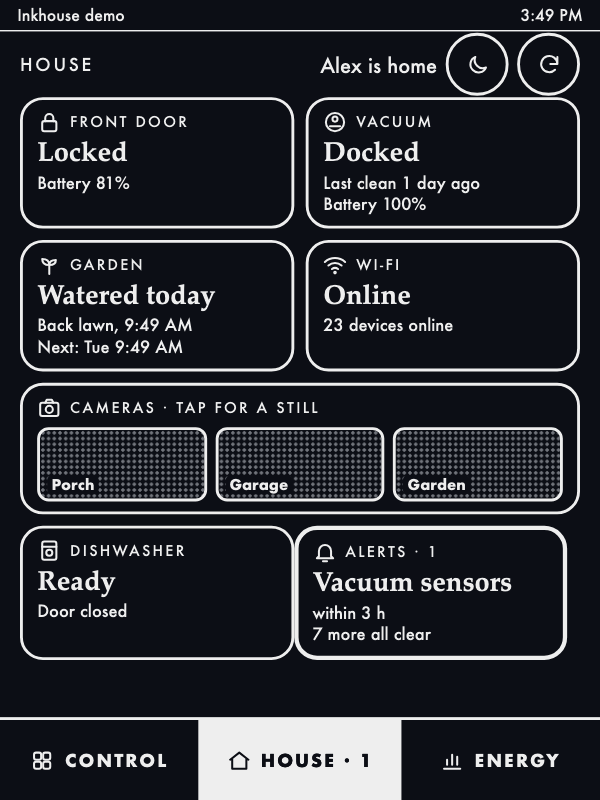 Inkhouse demo
3:49 PM
HOUSE
Alex is home
FRONT DOOR
Locked
Battery 81%
VACUUM
Docked
Last clean 1 day ago
Battery 100%
GARDEN
Watered today
Back lawn, 9:49 AM
Next: Tue 9:49 AM
WI-FI
Online
23 devices online
CAMERAS · TAP FOR A STILL
Porch
Garage
Garden
DISHWASHER
Ready
Door closed
ALERTS · 1
Vacuum sensors
within 3 h
7 more all clear
CONTROL
HOUSE · 1
ENERGY